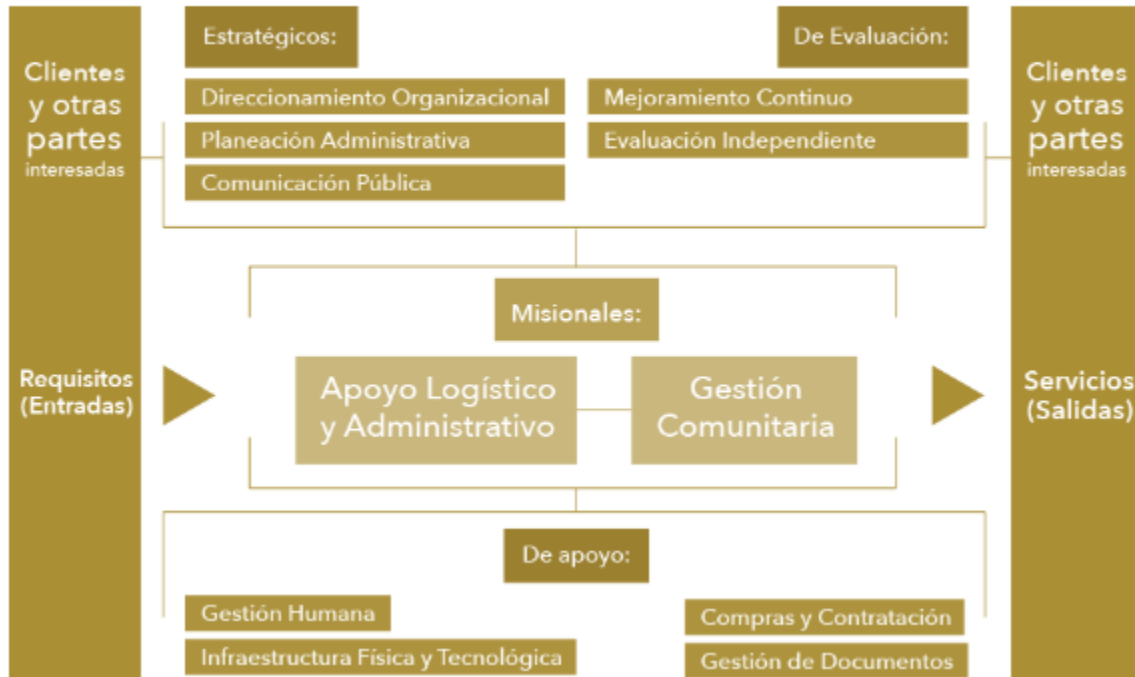 Clientes
y otras
partes
interesadas
Requisitos
(Entradas)
Estratégicos:
Direccionamiento Organizacional
Planeación Administrativa
Comunicación Pública
De Evaluación:
Mejoramiento Continuo
Evaluación Independiente
Misionales:
Apoyo Logístico
y Administrativo
Gestión
Comunitaria
De apoyo:
Gestión Humana
Infraestructura Física y Tecnológica
Compras y Contratación
Gestión de Documentos
Clientes
y otras
partes
interesadas
Servicios
(Salidas)